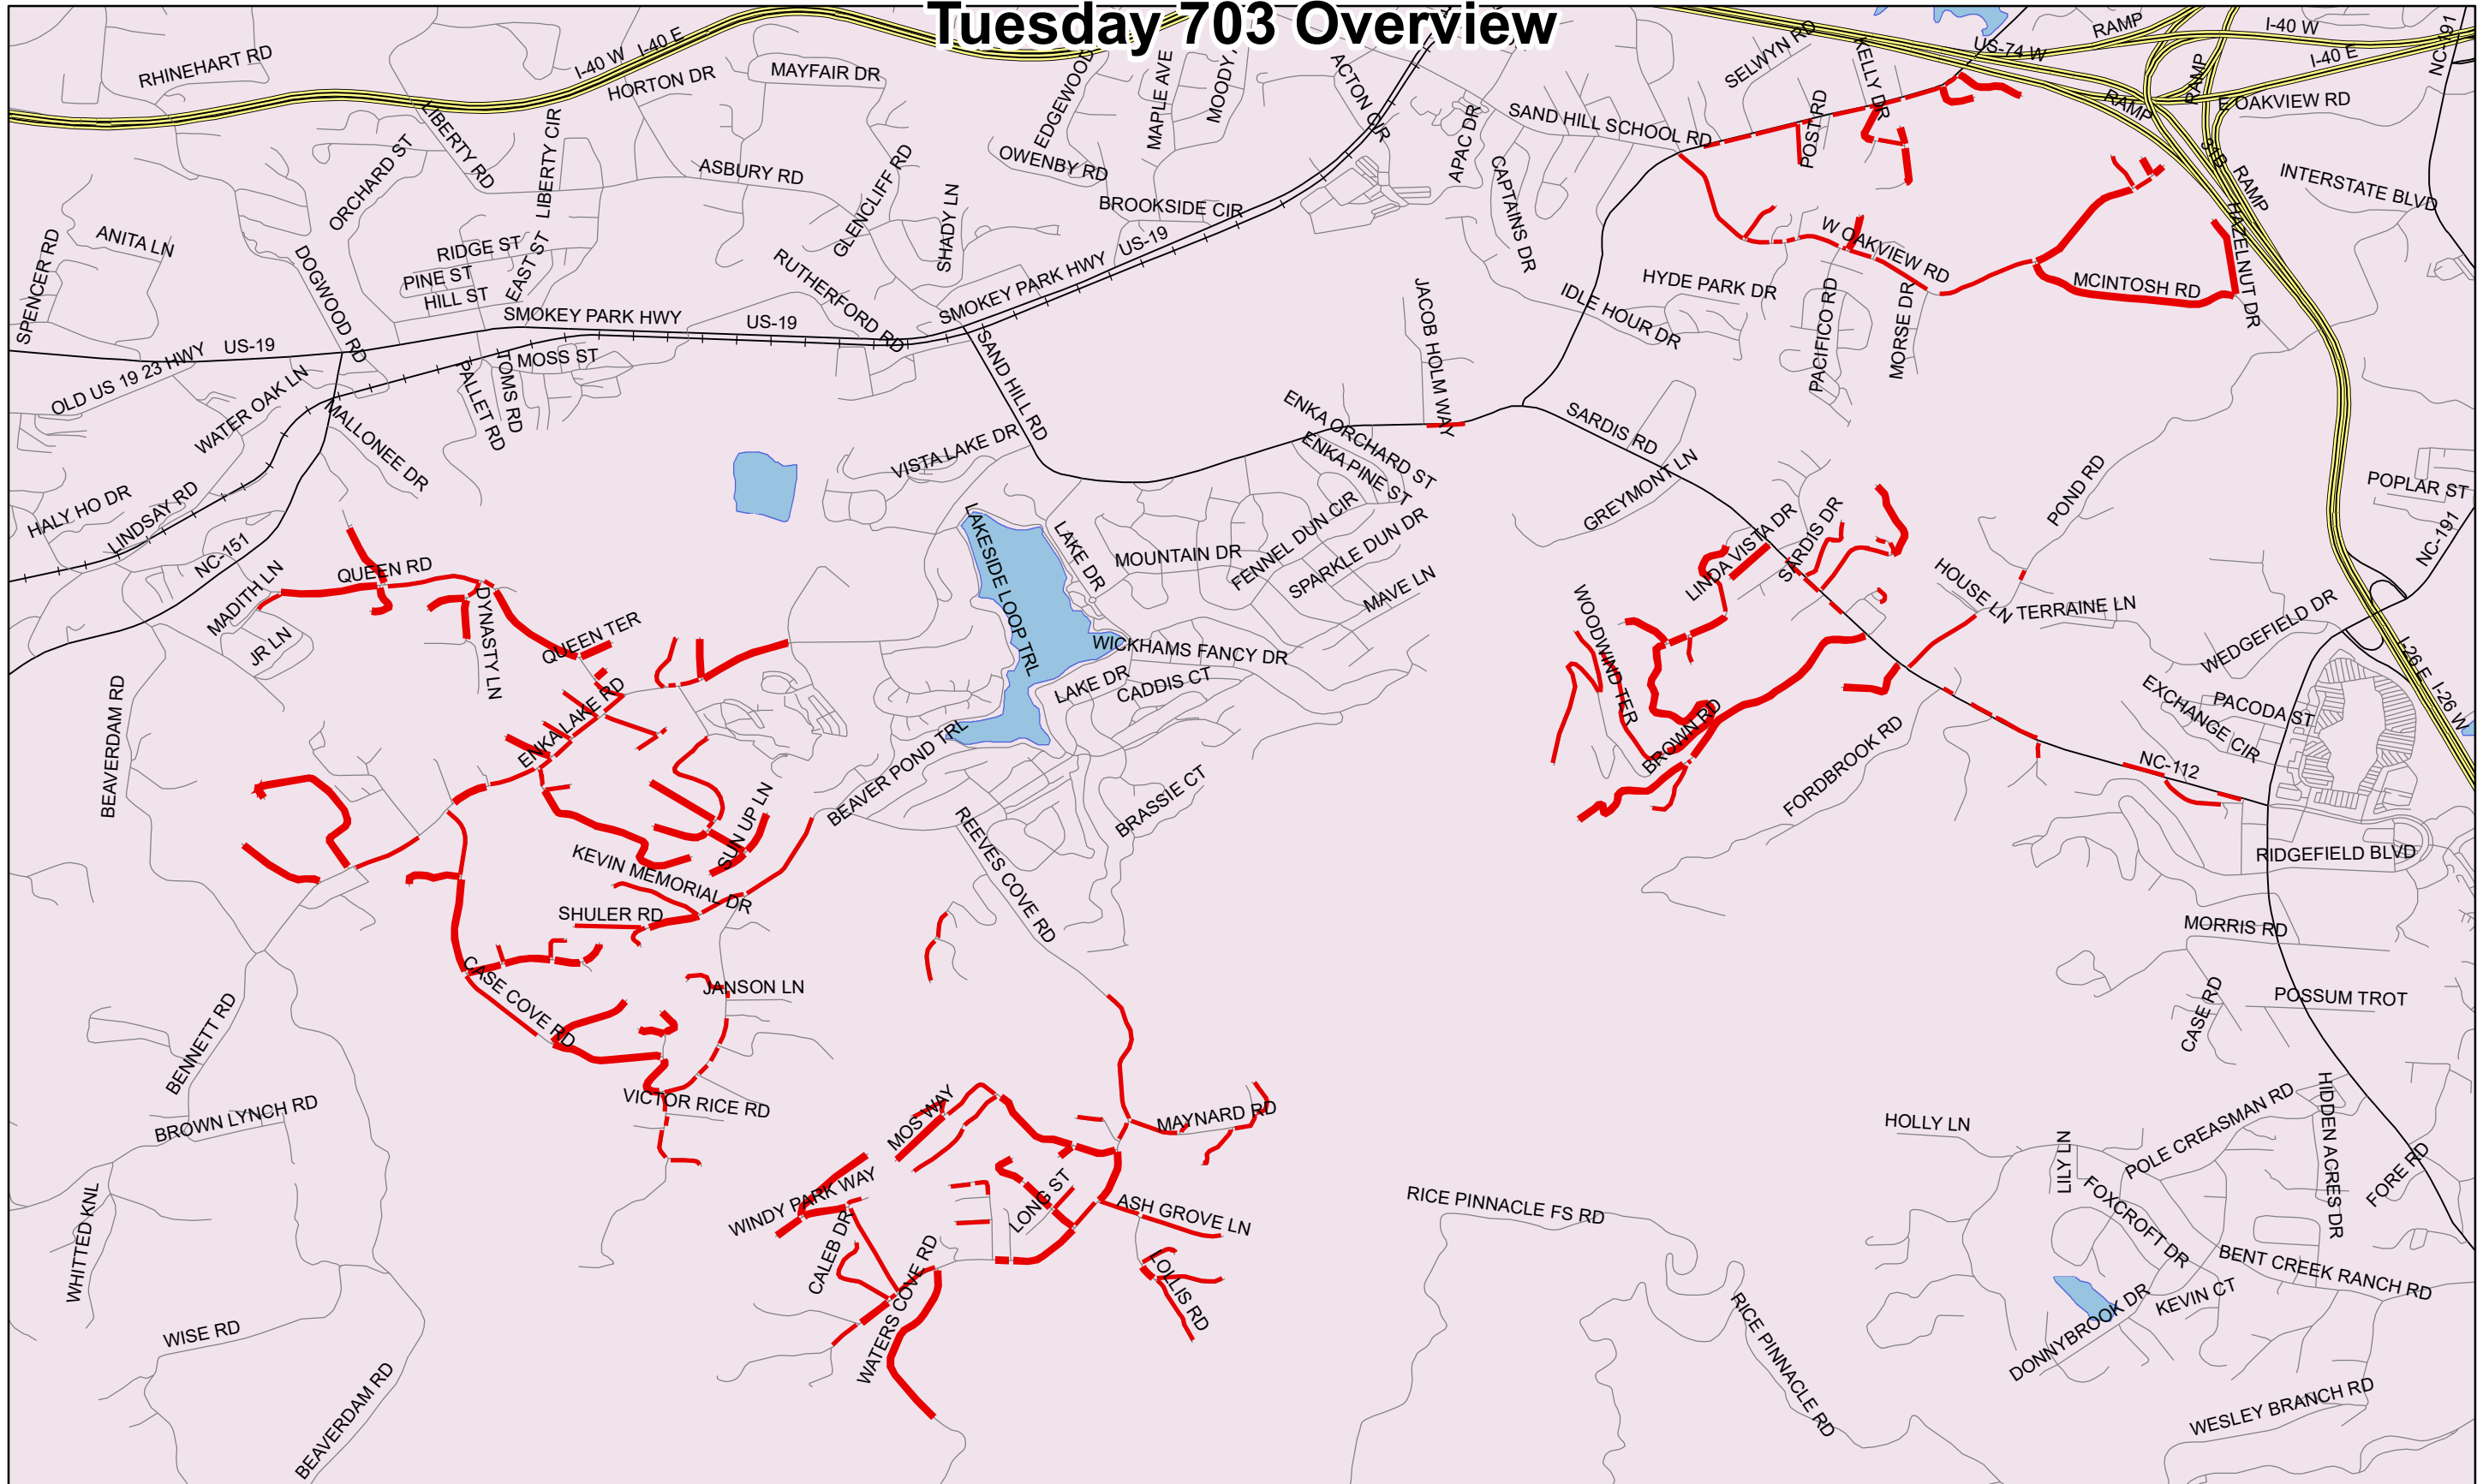 Tuesday 703 Overview
RHINEHART RD
I-40 W
I-40 E
HORTON DR
MAYFAIR DR
EDGEWOOD
MAPLE AVE
MOODY
ACTON CIR
APAC DR
SAND HILL SCHOOL RD
SELWYN RD
KELLY DR
POST RD
US-74 W
RAMP
I-40 W
I-40 E
NC-191
RAMP
RAMP
E OAKVIEW RD
31B
RAMP
INTERSTATE BLVD
LIBERTY RD
LIBERTY CIR
ORCHARD ST
ASBURY RD
GLENCLIFF RD
SHADY LN
OWENBY RD
BROOKSIDE CIR
CAPTAINS DR
W OAKVIEW RD
HAZELNUT DR
MCINTOSH RD
SPENCER RD
ANITA LN
DOGWOOD RD
RIDGE ST
PINE ST
HILL ST
EAST ST
RUTHERFORD RD
SMOKEY PARK HWY
US-19
HYDE PARK DR
IDLE HOUR DR
PACIFICO RD
MORSE DR
JACOB HOLM WAY
SMOKEY PARK HWY
US-19
US-19
OLD US 19 23 HWY
WATER OAK LN
MALLONEE DR
PALLET RD
TOMS RD
MOSS ST
SAND HILL RD
VISTA LAKE DR
ENKA ORCHARD ST
ENKA PINE ST
SARDIS RD
GREYMONT LN
POND RD
POPLAR ST
NC-191
HALY HO DR
LINDSAY RD
NC-151
MADITH LN
QUEEN RD
JR LN
DYNASTY LN
QUEEN TER
LAKESIDE LOOP TRL
LAKE DR
MOUNTAIN DR
FENNEL DUN CIR
SPARKLE DUN DR
MAVE LN
WICKHAMS FANCY DR
LAKE DR
CADDIS CT
LINDA VISTA DR
SARDIS DR
WOODWIND TER
HOUSE LN
TERRAINE LN
WEDGEFIELD DR
I-26 E
I-26 W
PACODA ST
EXCHANGE CIR
NC-112
BROWN RD
FORDBROOK RD
BEAVERDAM RD
ENKA LAKE RD
BEAVER POND TRL
SUN UP LN
KEVIN MEMORIAL DR
SHULER RD
REEVES COVE RD
BRASSIE CT
RIDGEFIELD BLVD
MORRIS RD
CASE RD
POSSUM TROT
CASE COVE RD
JANSON LN
VICTOR RICE RD
BENNETT RD
BROWN LYNCH RD
WHITTED KNL
WISE RD
BEAVERDAM RD
MOS WAY
WINDY PARK WAY
CALEB DR
WATERS COVE RD
LONG ST
MAYNARD RD
ASH GROVE LN
LOLLIS RD
RICE PINNACLE FS RD
RICE PINNACLE RD
HOLLY LN
LILY LN
POLE CREASMAN RD
HIDDEN ACRES DR
FORE RD
FOXCROFT DR
BENT CREEK RANCH RD
KEVIN CT
DONNYBROOK DR
WESLEY BRANCH RD